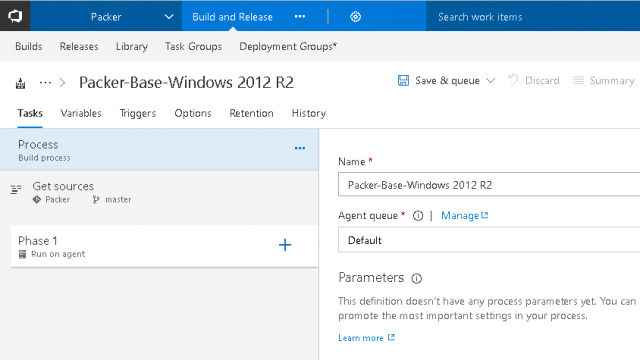 Packer
Build and Release
Search work items
Builds Releases Library Task Groups Deployment Groups*
Packer-Base-Windows 2012 R2
Save & queue Discard Summary
Tasks Variables Triggers Options Retention History
Process
Build process
Get sources
Packer master
Phase 1
Run on agent
Name *
Packer-Base-Windows 2012 R2
Agent queue * | Manage
Default
Parameters
This definition doesn't have any process parameters yet. You can
promote the most important settings in your process.
Learn more